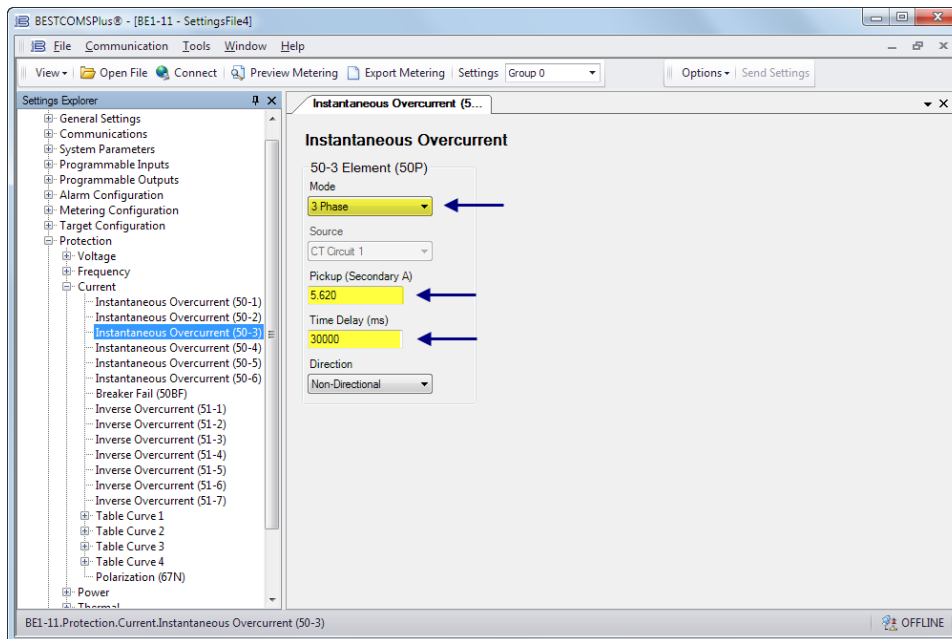 BESTCOMSPlus® - [BE1-11 - SettingsFile4]
File Communication Tools Window Help
View Open File Connect Preview Metering Export Metering Settings Group 0 Options Send Settings
Settings Explorer
General Settings
Communications
System Parameters
Programmable Inputs
Programmable Outputs
Alarm Configuration
Metering Configuration
Target Configuration
Protection
Voltage
Frequency
Current
Instantaneous Overcurrent (50-1)
Instantaneous Overcurrent (50-2)
Instantaneous Overcurrent (50-3)
Instantaneous Overcurrent (50-4)
Instantaneous Overcurrent (50-5)
Instantaneous Overcurrent (50-6)
Breaker Fail (50BF)
Inverse Overcurrent (51-1)
Inverse Overcurrent (51-2)
Inverse Overcurrent (51-3)
Inverse Overcurrent (51-4)
Inverse Overcurrent (51-5)
Inverse Overcurrent (51-6)
Inverse Overcurrent (51-7)
Table Curve 1
Table Curve 2
Table Curve 3
Table Curve 4
Polarization (67N)
Power
Thermal
Instantaneous Overcurrent (5...
Instantaneous Overcurrent
50-3 Element (50P)
Mode
3 Phase
Source
CT Circuit 1
Pickup (Secondary A)
5.620
Time Delay (ms)
30000
Direction
Non-Directional
BE1-11.Protection.Current.Instantaneous Overcurrent (50-3)
OFFLINE